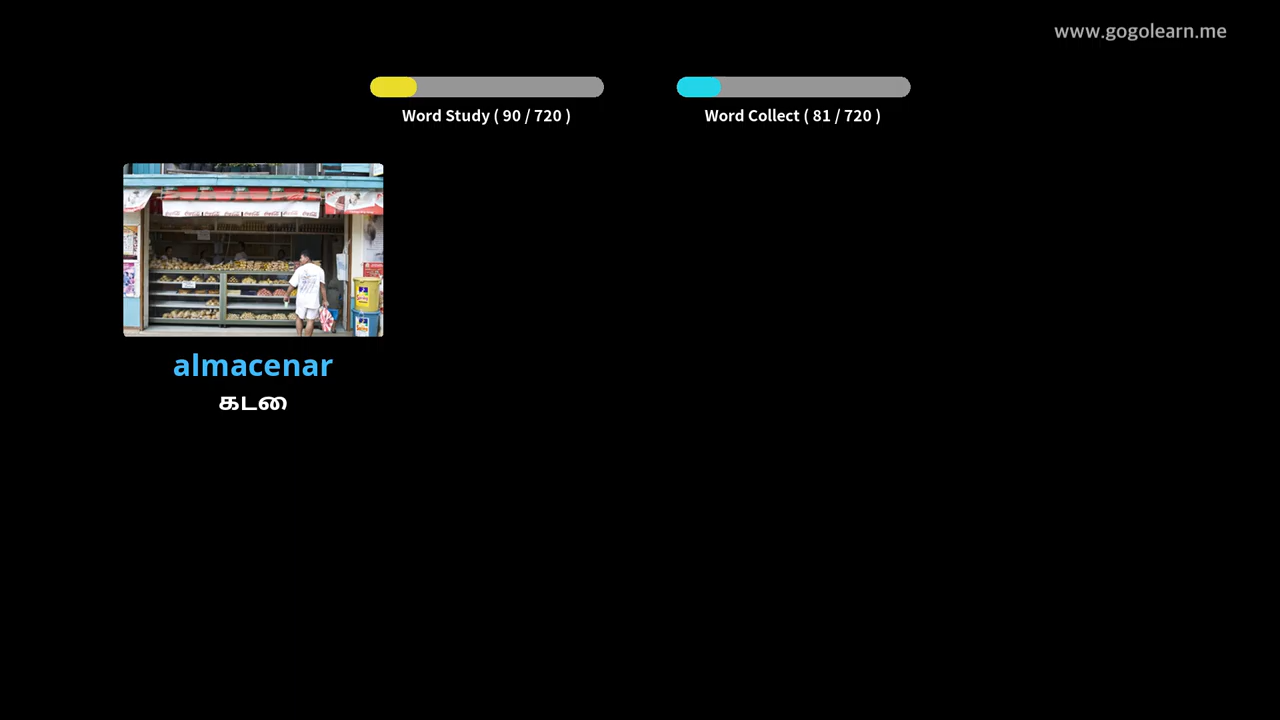 www.gogolearn.me
Word Study ( 90 / 720 )
Word Collect ( 81 / 720 )
almacenar
கடை